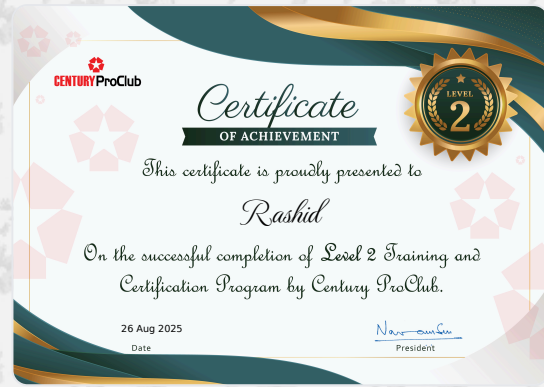 CENTURY ProClub
Certificate
OF ACHIEVEMENT
LEVEL
2
This certificate is proudly presented to
Rashid
On the successful completion of Level 2 Training and
Certification Program by Century ProClub.
26 Aug 2025
Date
President